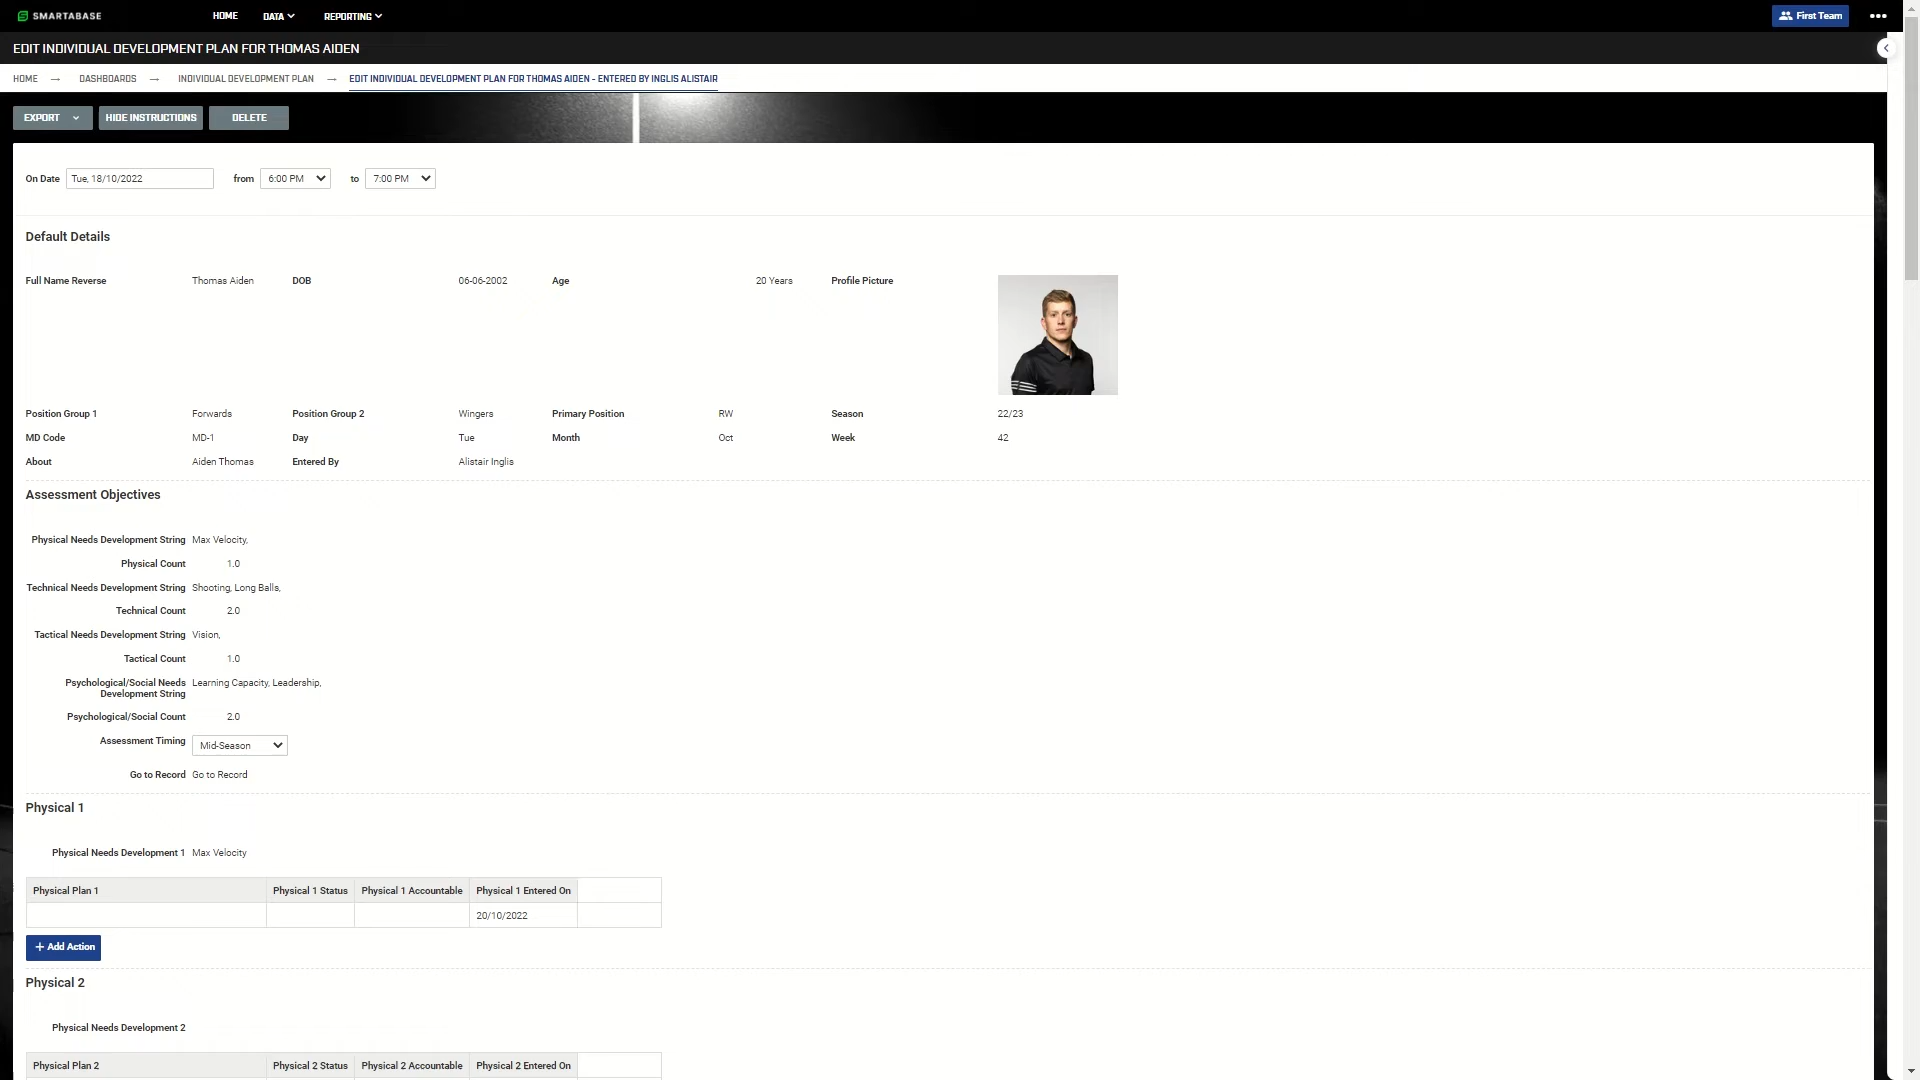 SMARTABASE HOME DATA REPORTING First Team
EDIT INDIVIDUAL DEVELOPMENT PLAN FOR THOMAS AIDEN
HOME → DASHBOARDS → INDIVIDUAL DEVELOPMENT PLAN → EDIT INDIVIDUAL DEVELOPMENT PLAN FOR THOMAS AIDEN - ENTERED BY INGLIS ALISTAIR
EXPORT HIDE INSTRUCTIONS DELETE
On Date Tue, 18/10/2022 from 6:00 PM to 7:00 PM
Default Details
Full Name Reverse Thomas Aiden DOB 06-06-2002 Age 20 Years Profile Picture
Position Group 1 Forwards Position Group 2 Wingers Primary Position RW Season 22/23
MD Code MD-1 Day Tue Month Oct Week 42
About Aiden Thomas Entered By Alistair Inglis
Assessment Objectives
Physical Needs Development String Max Velocity,
Physical Count 1.0
Technical Needs Development String Shooting, Long Balls,
Technical Count 2.0
Tactical Needs Development String Vision,
Tactical Count 1.0
Psychological/Social Needs Learning Capacity, Leadership,
Development String
Psychological/Social Count 2.0
Assessment Timing Mid-Season
Go to Record Go to Record
Physical 1
Physical Needs Development 1 Max Velocity
Physical Plan 1 Physical 1 Status Physical 1 Accountable Physical 1 Entered On
20/10/2022
+ Add Action
Physical 2
Physical Needs Development 2
Physical Plan 2 Physical 2 Status Physical 2 Accountable Physical 2 Entered On